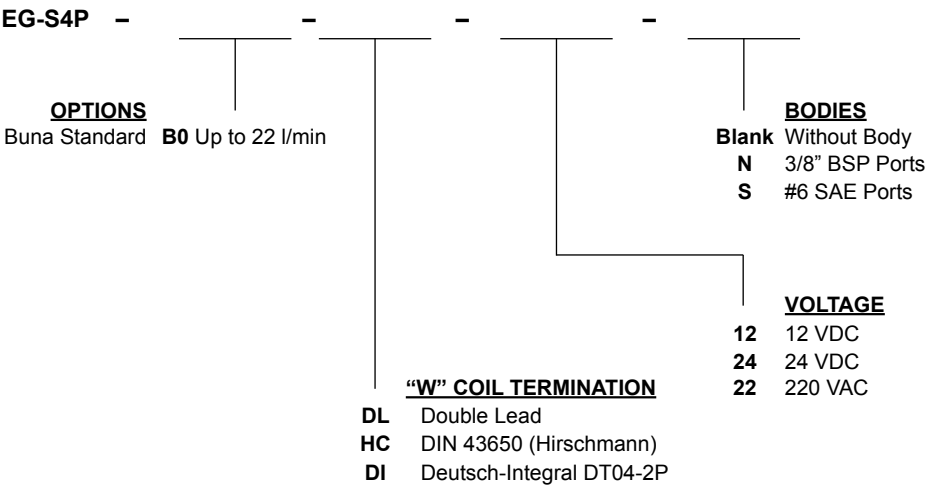 EG-S4P – – – –
OPTIONS
Buna Standard B0 Up to 22 l/min
BODIES
Blank Without Body
N 3/8” BSP Ports
S #6 SAE Ports
VOLTAGE
12 12 VDC
24 24 VDC
22 220 VAC
“W” COIL TERMINATION
DL Double Lead
HC DIN 43650 (Hirschmann)
DI Deutsch-Integral DT04-2P